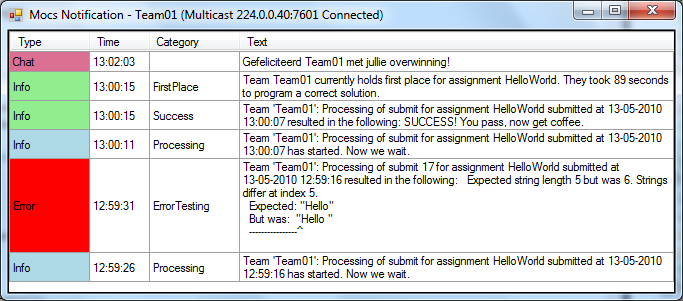 Mocs Notification - Team01 (Multicast 224.0.0.40:7601 Connected)
Type Time Category Text
Chat 13:02:03 Gefeliciteerd Team01 met jullie overwinning!
Info 13:00:15 FirstPlace Team Team01 currently holds first place for assignment HelloWorld. They took 89 seconds
to program a correct solution.
Info 13:00:15 Success Team 'Team01': Processing of submit for assignment HelloWorld submitted at 13-05-2010
13:00:07 resulted in the following: SUCCESS! You pass, now get coffee.
Info 13:00:11 Processing Team 'Team01': Processing of submit for assignment HelloWorld submitted at 13-05-2010
13:00:07 has started. Now we wait.
Error 12:59:31 ErrorTesting Team 'Team01': Processing of submit 17 for assignment HelloWorld submitted at
13-05-2010 12:59:16 resulted in the following: Expected string length 5 but was 6. Strings
differ at index 5.
Expected: "Hello"
But was: "Hello "
----------------^
Info 12:59:26 Processing Team 'Team01': Processing of submit for assignment HelloWorld submitted at 13-05-2010
12:59:16 has started. Now we wait.